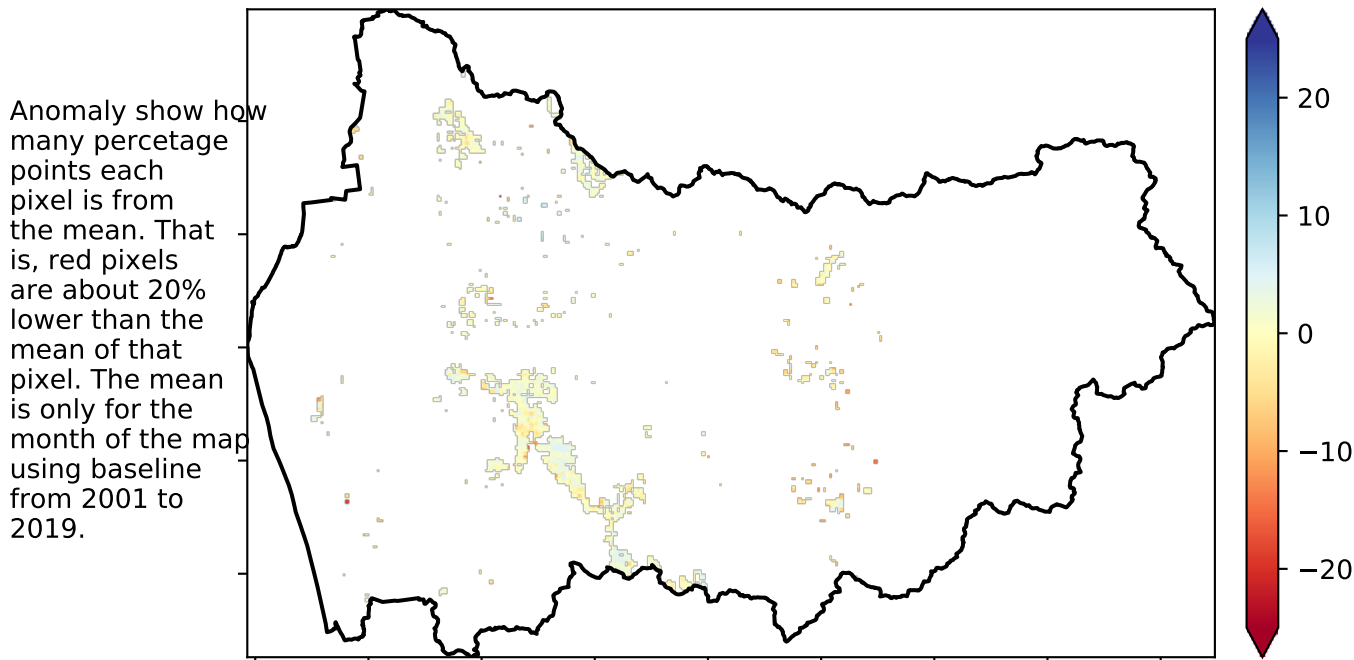 Anomaly show how
many percetage
points each
pixel is from
the mean. That
is, red pixels
are about 20%
lower than the
mean of that
pixel. The mean
is only for the
month of the map
using baseline
from 2001 to
2019.
20
10
0
−10
−20